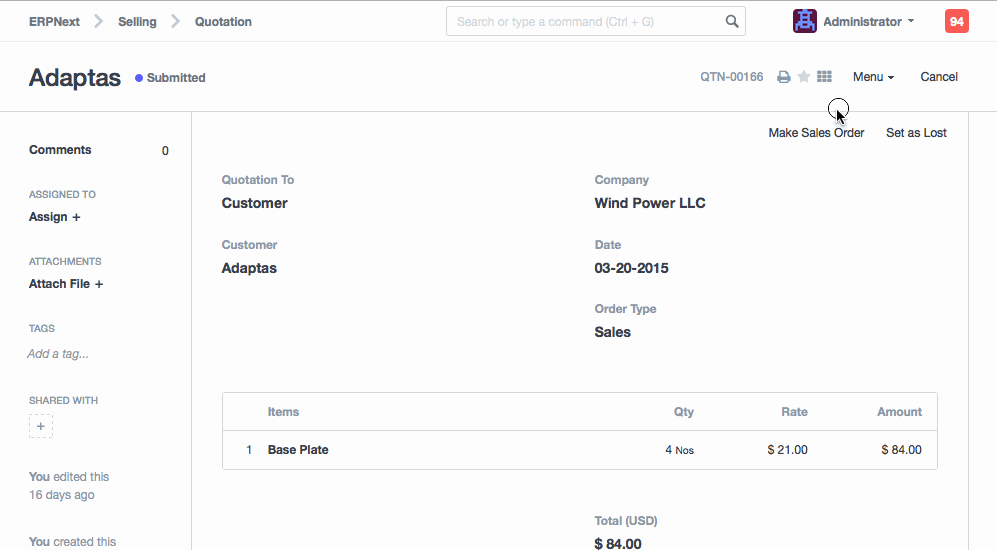 ERPNext Selling Quotation Search or type a command (Ctrl + G) Administrator 94
Adaptas Submitted QTN-00166 Menu Cancel
Make Sales Order Set as Lost
Comments 0
ASSIGNED TO
Assign +
ATTACHMENTS
Attach File +
TAGS
Add a tag...
SHARED WITH
+
You edited this
16 days ago
You created this
Quotation To
Customer
Customer
Adaptas
Company
Wind Power LLC
Date
03-20-2015
Order Type
Sales
Items Qty Rate Amount
1 Base Plate 4 Nos $ 21.00 $ 84.00
Total (USD)
$ 84.00